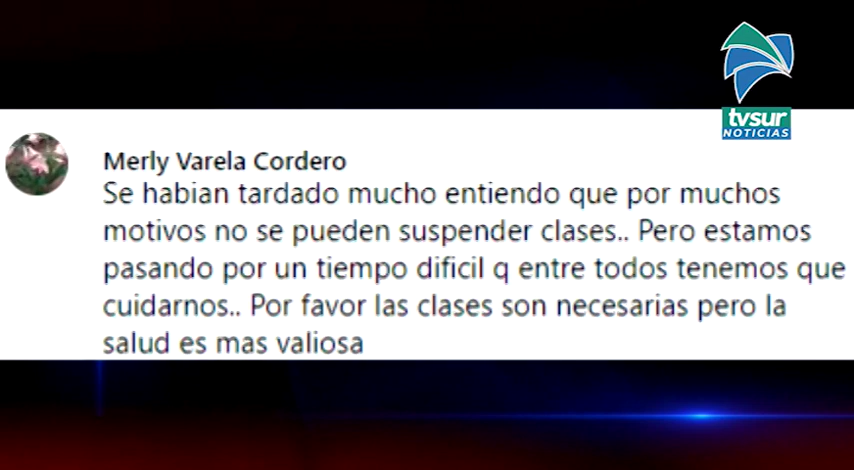 tvsur
NOTICIAS
Merly Varela Cordero
Se habian tardado mucho entiendo que por muchos
motivos no se pueden suspender clases.. Pero estamos
pasando por un tiempo dificil q entre todos tenemos que
cuidarnos.. Por favor las clases son necesarias pero la
salud es mas valiosa